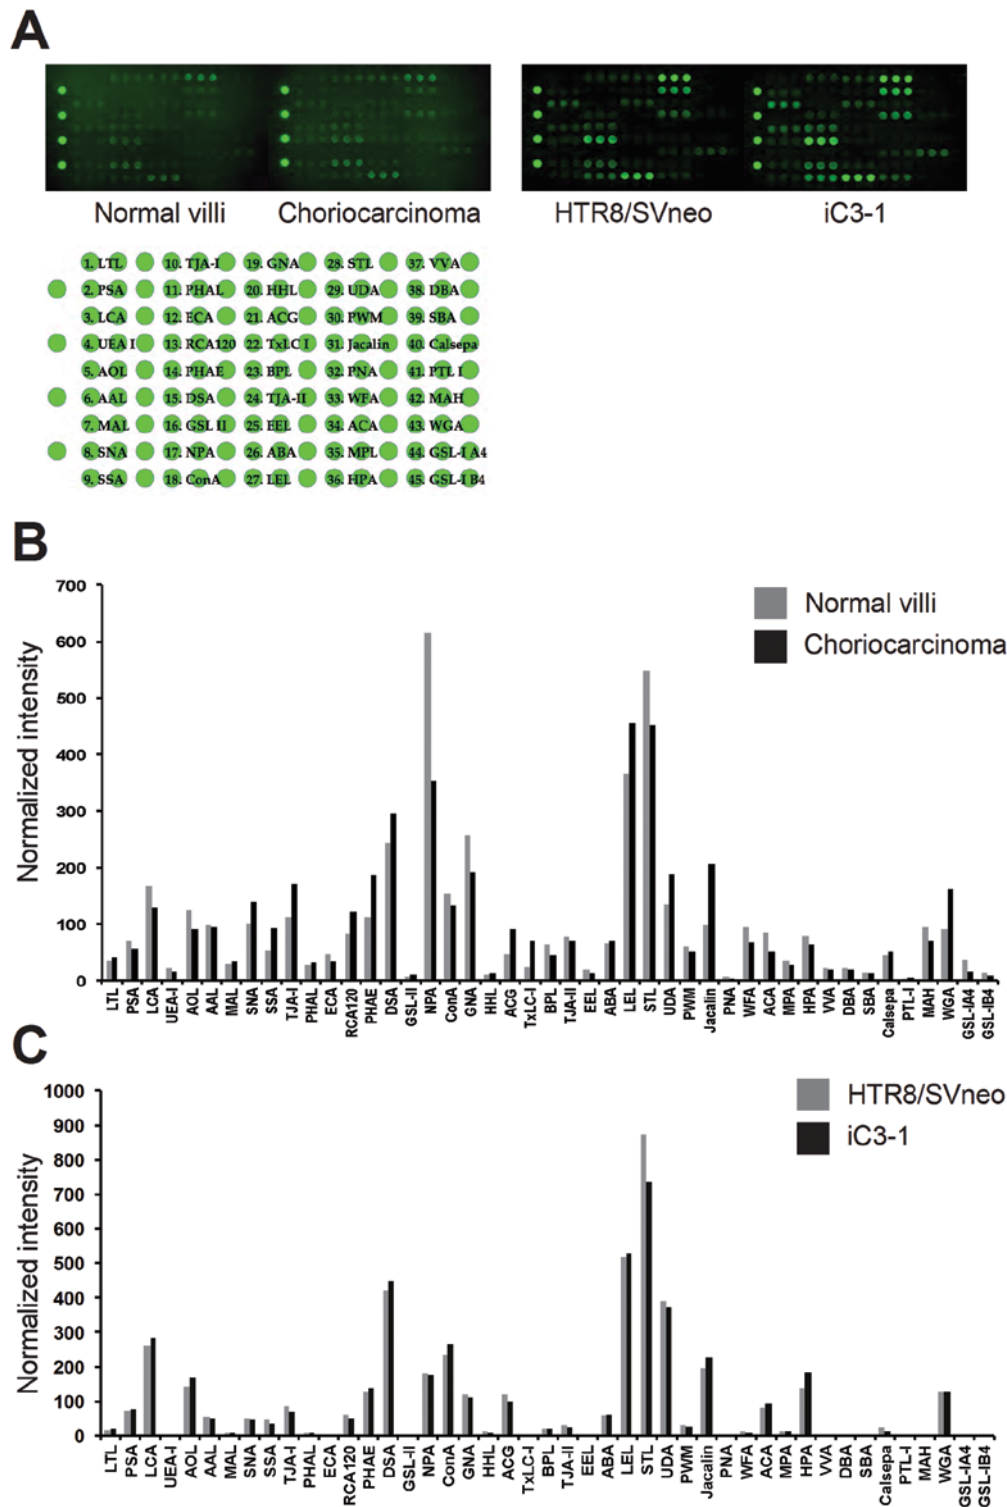 A
Normal villi Choriocarcinoma HTR8/SVneo iC3-1
1. LTL 10. TJA-I 19. GNA 28. STL 37. VVA
2. PSA 11. PHAL 20. HHL 29. UDA 38. DBA
3. LCA 12. ECA 21. ACG 30. PWM 39. SBA
4. UEA I 13. RCA120 22. TxLC I 31. Jacalin 40. Calsepa
5. AOL 14. PHAE 23. BPL 32. PNA 41. PTL I
6. AAL 15. DSA 24. TJA-II 33. WFA 42. MAH
7. MAL 16. GSL II 25. EEL 34. ACA 43. WGA
8. SNA 17. NPA 26. ABA 35. MPL 44. GSL-I A4
9. SSA 18. ConA 27. LEL 36. HPA 45. GSL-I B4
B
Normalized intensity
700
600
500
400
300
200
100
0
Normal villi
Choriocarcinoma
LTL PSA LCA UEA-I AOL AAL MAL SNA SSA TJA-I PHAL ECA RCA120 PHAE DSA GSL-II NPA ConA GNA HHL ACG TxLC-I BPL TJA-II EEL ABA LEL STL UDA PWM Jacalin PNA WFA ACA MPA HPA VVA DBA SBA Calsepa PTL-I MAH WGA GSL-IA4 GSL-IB4
C
Normalized intensity
1000
900
800
700
600
500
400
300
200
100
0
HTR8/SVneo
iC3-1
LTL PSA LCA UEA-I AOL AAL MAL SNA SSA TJA-I PHAL ECA RCA120 PHAE DSA GSL-II NPA ConA GNA HHL ACG TxLC-I BPL TJA-II EEL ABA LEL STL UDA PWM Jacalin PNA WFA ACA MPA HPA VVA DBA SBA Calsepa PTL-I MAH WGA GSL-IA4 GSL-IB4